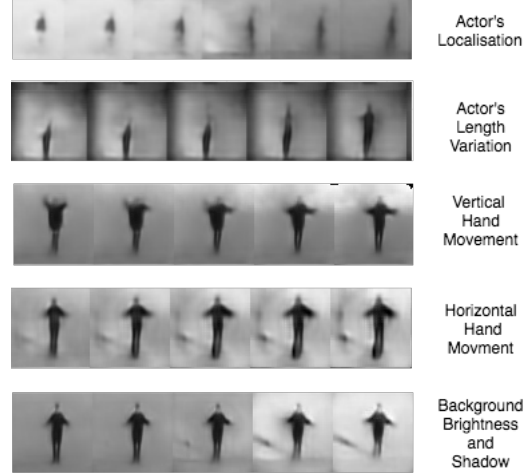 Actor's
Localisation
Actor's
Length
Variation
Vertical
Hand
Movement
Horizontal
Hand
Movment
Background
Brightness
and
Shadow